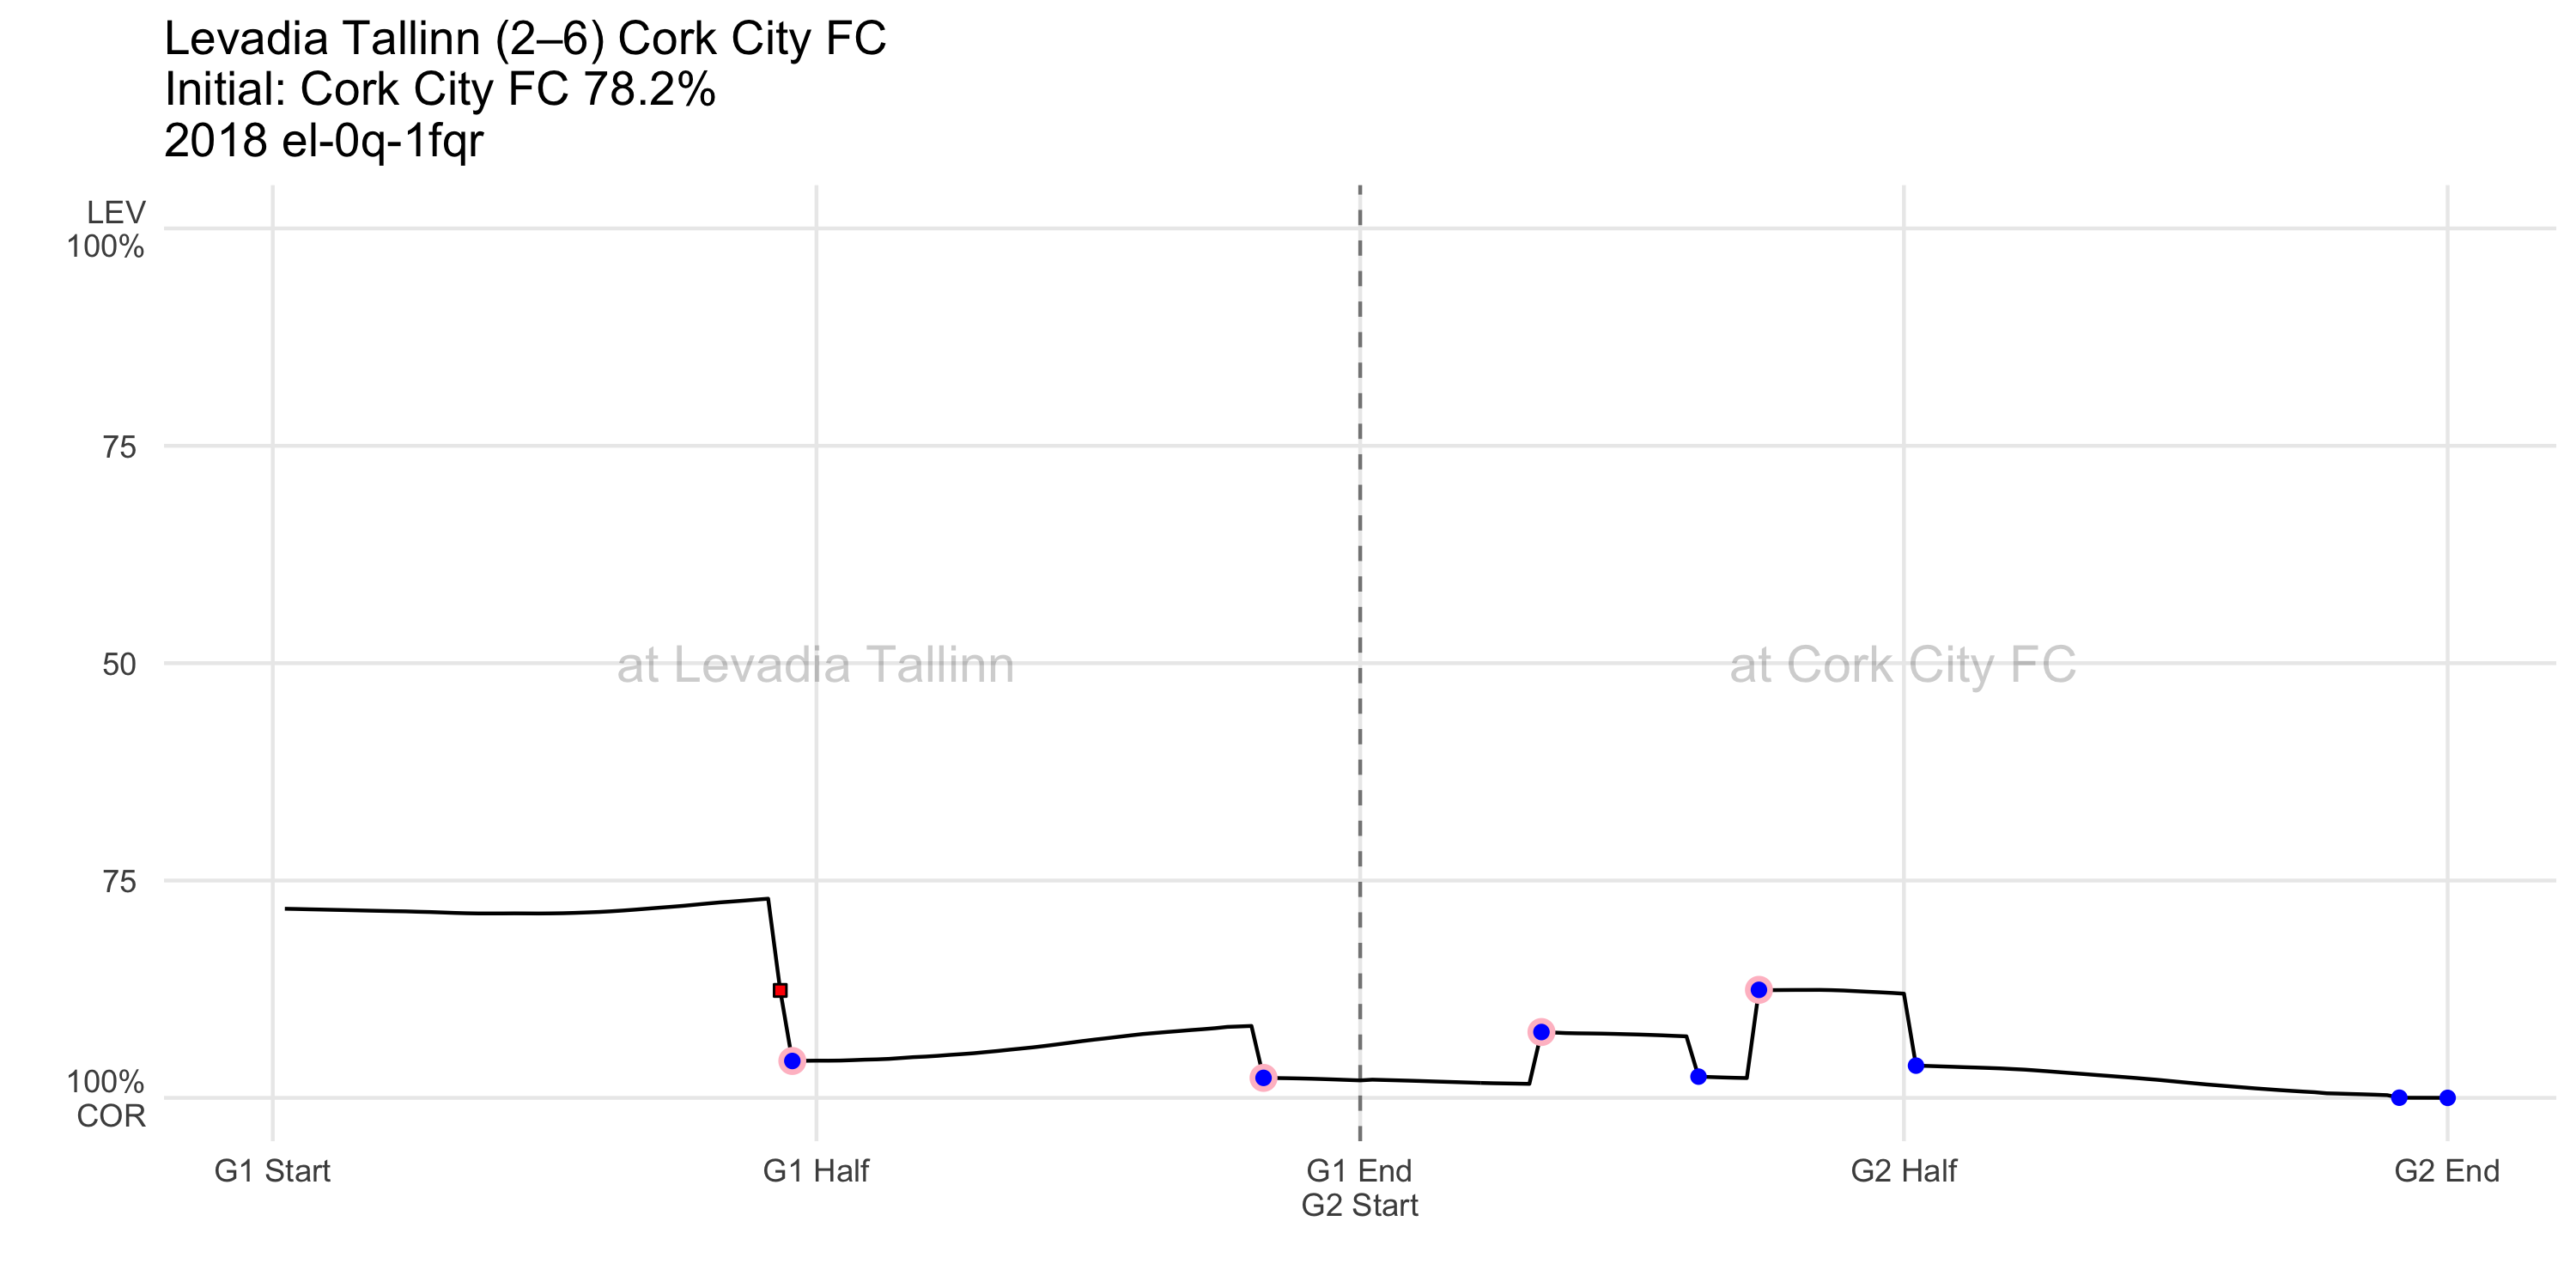 Levadia Tallinn (2–6) Cork City FC
Initial: Cork City FC 78.2%
2018 el-0q-1fqr
LEV
100%
75
50
75
100%
COR
at Levadia Tallinn
at Cork City FC
G1 Start
G1 Half
G1 End
G2 Start
G2 Half
G2 End